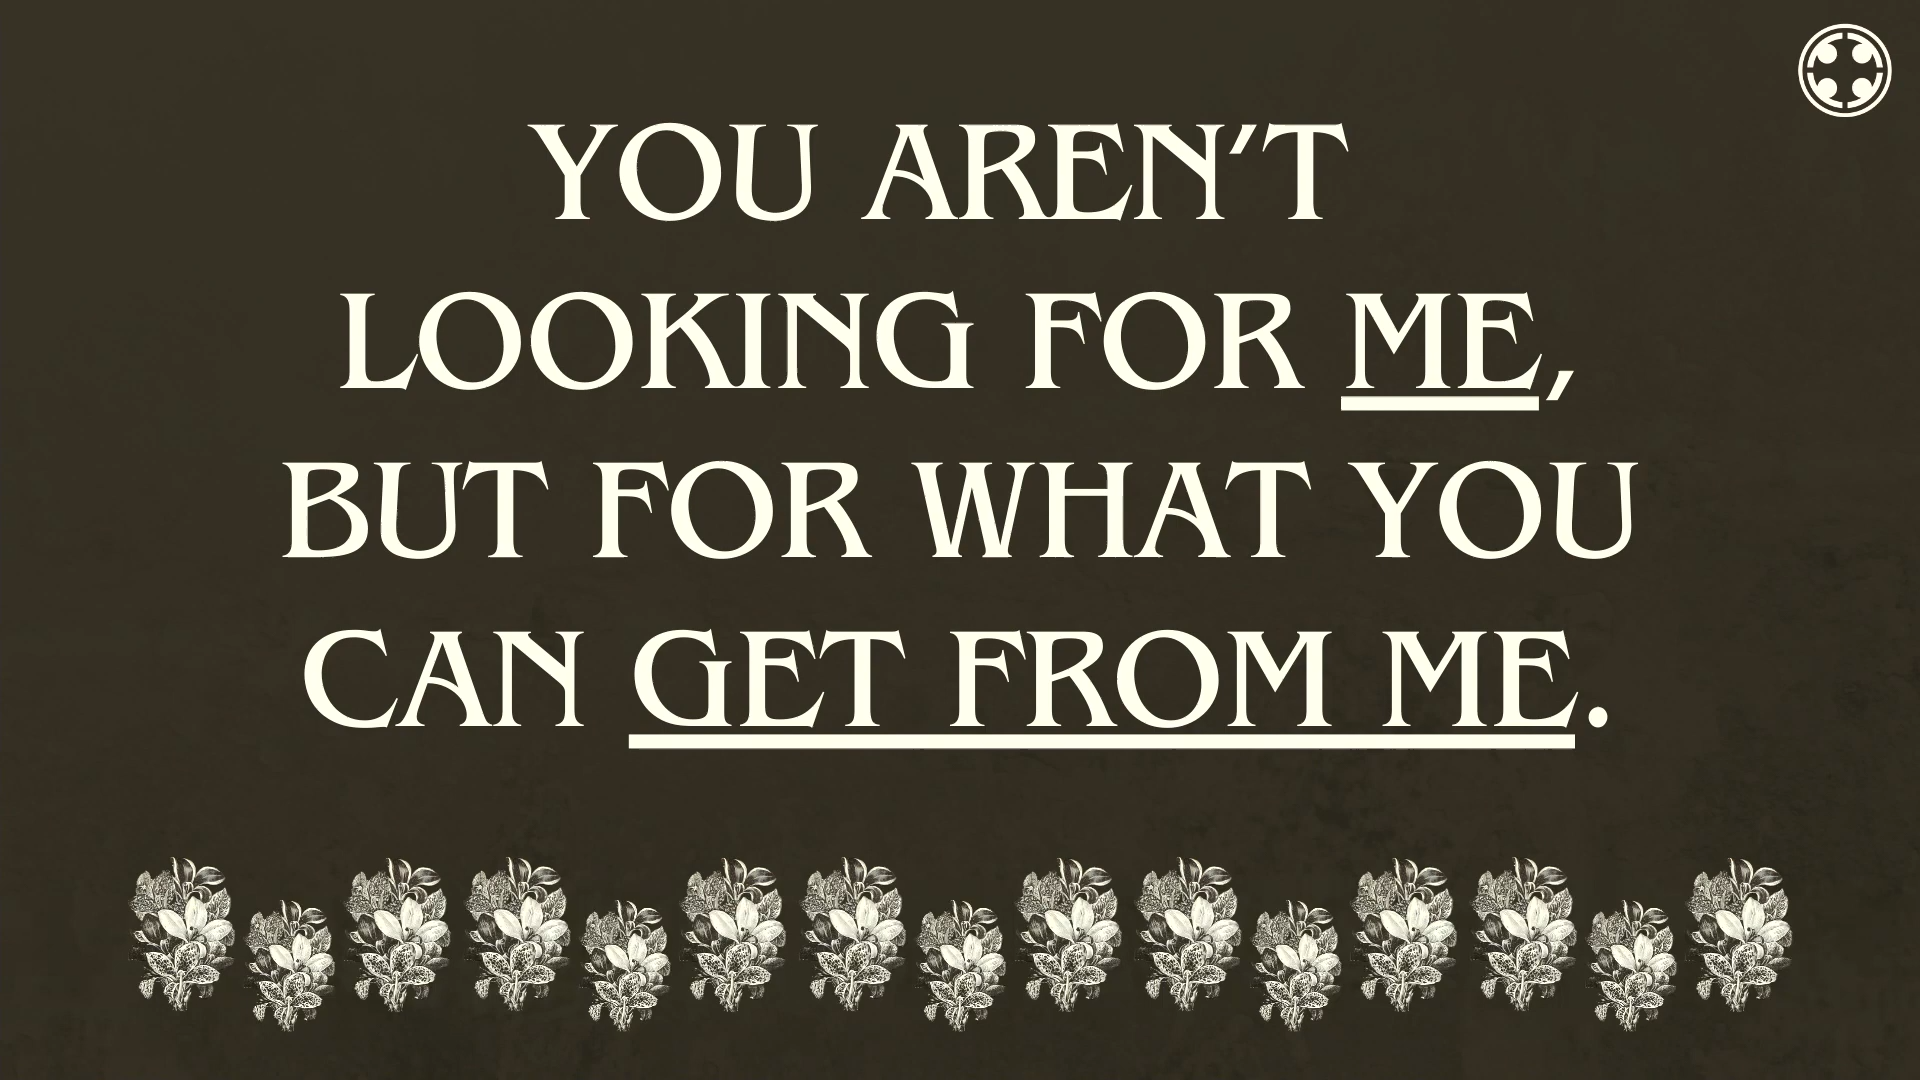 YOU AREN’T
LOOKING FOR ME,
BUT FOR WHAT YOU
CAN GET FROM ME.